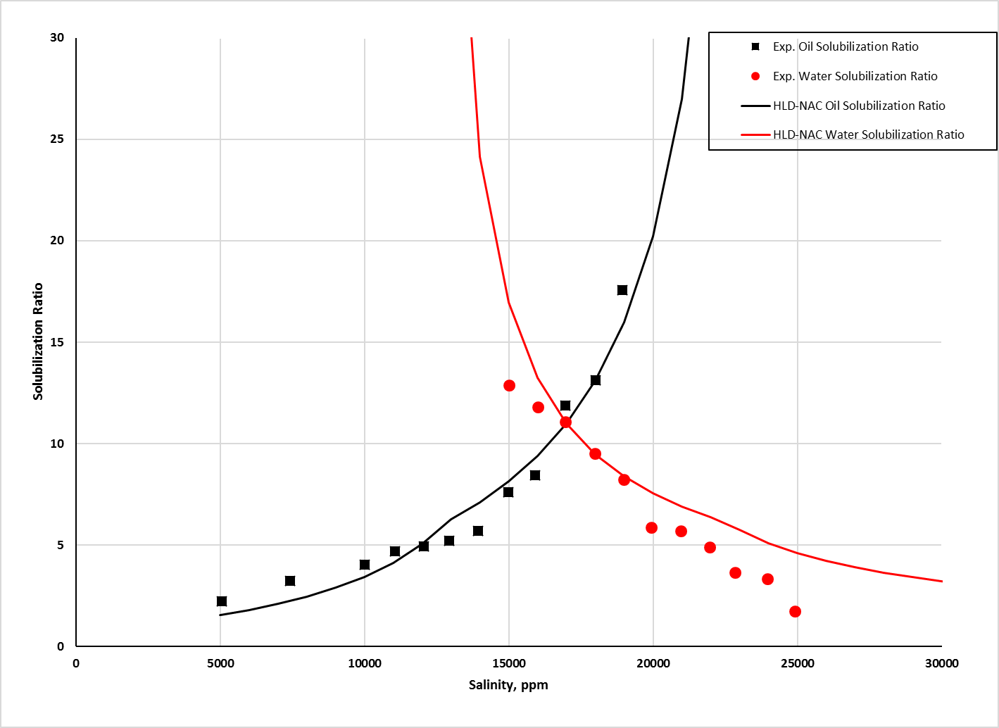 30
25
20
15
10
5
0
Solubilization Ratio
0 5000 10000 15000 20000 25000 30000
Salinity, ppm
Exp. Oil Solubilization Ratio
Exp. Water Solubilization Ratio
HLD-NAC Oil Solubilization Ratio
HLD-NAC Water Solubilization Ratio